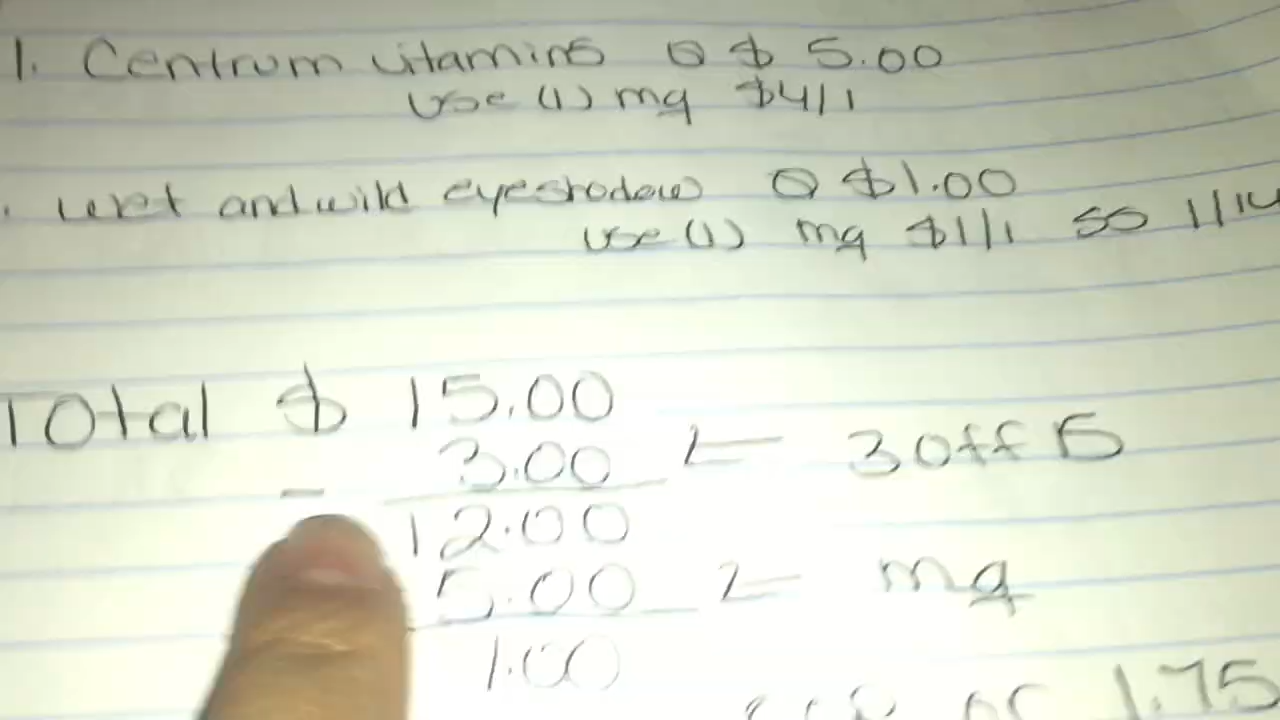 1. Centrum vitamins @ $ 5.00
use (1) mq $4/1
. wet and wild eyeshadow @ $1.00
use (1) mq $1/1 so 1/1
Total $ 15.00
- 3.00 ← 3 off 15
12.00
5.00 ← mq
1.00
or 1.75